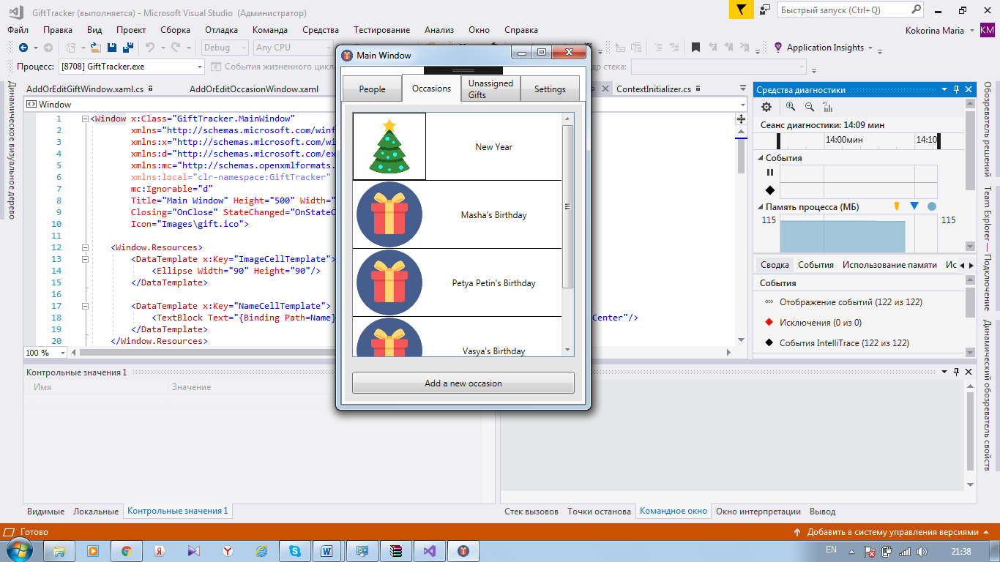 GiftTracker (выполняется) - Microsoft Visual Studio (Администратор)
Быстрый запуск (Ctrl+Q)
Файл Правка Вид Проект Сборка Отладка Команда Средства Тестирование Анализ Окно Справка
Kokorina Maria KM
Debug Any CPU
Application Insights
Процесс: [8708] GiftTracker.exe
События жизненного цикла
стека:
AddOrEditGiftWindow.xaml.cs
AddOrEditOccasionWindow.xaml
ContextInitializer.cs
Window
1 <Window x:Class="GiftTracker.MainWindow"
2 xmlns="http://schemas.microsoft.com/winf
3 xmlns:x="http://schemas.microsoft.com/wi
4 xmlns:d="http://schemas.microsoft.com/ex
5 xmlns:mc="http://schemas.openxmlformats.
6 xmlns:local="clr-namespace:GiftTracker"
7 mc:Ignorable="d"
8 Title="Main Window" Height="500" Width="
9 Closing="OnClose" StateChanged="OnStateC
10 Icon="Images\gift.ico">
11
12 <Window.Resources>
13 <DataTemplate x:Key="ImageCellTemplate">
14 <Ellipse Width="90" Height="90"/>
15 </DataTemplate>
16
17 <DataTemplate x:Key="NameCellTemplate">
18 <TextBlock Text="{Binding Path=Name} Center"/>
19 </DataTemplate>
20 </Window.Resources>
100 %
Main Window
People
Occasions
Unassigned
Gifts
Settings
New Year
Masha's Birthday
Petya Petin's Birthday
Vasya's Birthday
Add a new occasion
Средства диагностики
Сеанс диагностики: 14:09 мин
14:00мин 14:10
События
Память процесса (МБ)
115 115
Сводка События Использование памяти Ис
События
Отображение событий (122 из 122)
Исключения (0 из 0)
События IntelliTrace (122 из 122)
Динамическое визуальное дерево
Обозреватель решений
Team Explorer — Подключение
Динамический обозреватель свойств
Контрольные значения 1
Имя Значение
Видимые Локальные Контрольные значения 1
Стек вызовов Точки останова Командное окно Окно интерпретации Вывод
Готово
Добавить в систему управления версиями
EN
21:38